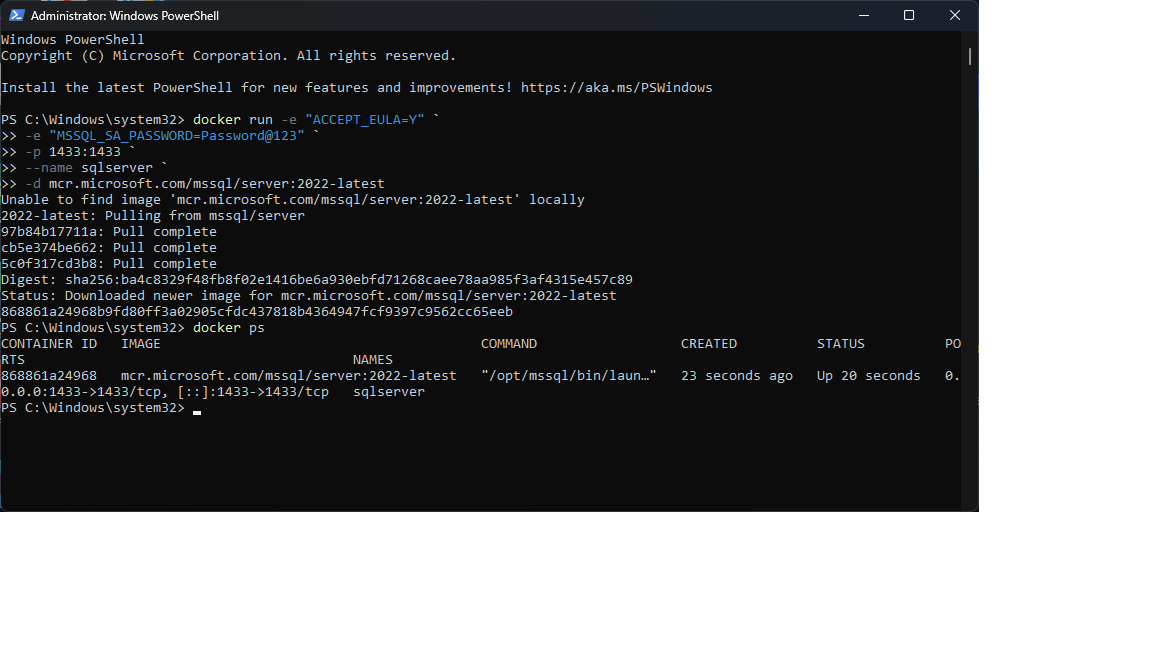 Administrator: Windows PowerShell
Windows PowerShell
Copyright (C) Microsoft Corporation. All rights reserved.
Install the latest PowerShell for new features and improvements! https://aka.ms/PSWindows
PS C:\Windows\system32> docker run -e "ACCEPT_EULA=Y" `
>> -e "MSSQL_SA_PASSWORD=Password@123" `
>> -p 1433:1433 `
>> --name sqlserver `
>> -d mcr.microsoft.com/mssql/server:2022-latest
Unable to find image 'mcr.microsoft.com/mssql/server:2022-latest' locally
2022-latest: Pulling from mssql/server
97b84b17711a: Pull complete
cb5e374be662: Pull complete
5c0f317cd3b8: Pull complete
Digest: sha256:ba4c8329f48fb8f02e1416be6a930ebfd71268caee78aa985f3af4315e457c89
Status: Downloaded newer image for mcr.microsoft.com/mssql/server:2022-latest
868861a24968b9fd80ff3a02905cfdc437818b4364947fcf9397c9562cc65eeb
PS C:\Windows\system32> docker ps
CONTAINER ID   IMAGE                                        COMMAND                  CREATED          STATUS          PO
RTS                                         NAMES
868861a24968   mcr.microsoft.com/mssql/server:2022-latest   "/opt/mssql/bin/laun…"   23 seconds ago   Up 20 seconds   0.
0.0.0:1433->1433/tcp, [::]:1433->1433/tcp   sqlserver
PS C:\Windows\system32>